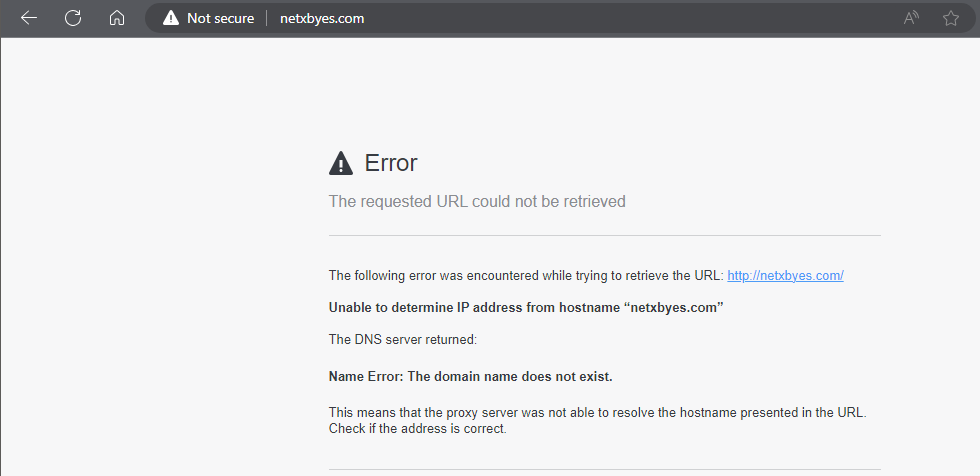 Not secure netxbyes.com
Error
The requested URL could not be retrieved
The following error was encountered while trying to retrieve the URL: http://netxbyes.com/
Unable to determine IP address from hostname “netxbyes.com”
The DNS server returned:
Name Error: The domain name does not exist.
This means that the proxy server was not able to resolve the hostname presented in the URL.
Check if the address is correct.